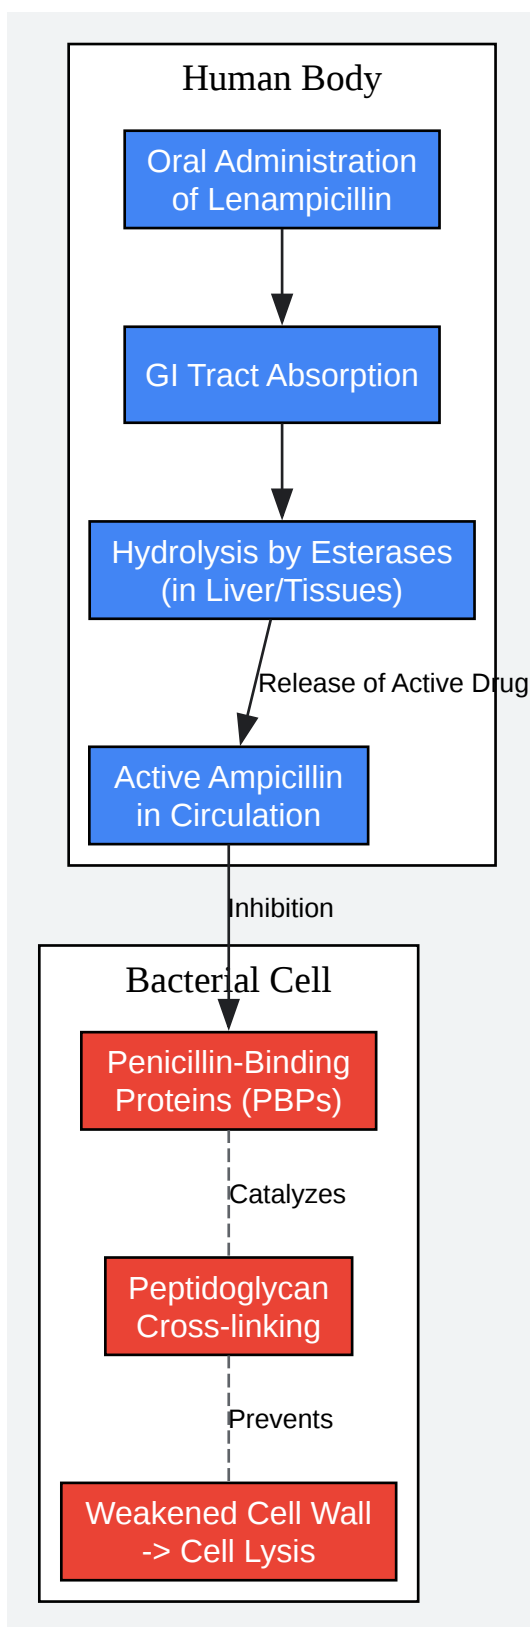 Human Body
Oral Administration
of Lenampicillin
GI Tract Absorption
Hydrolysis by Esterases
(in Liver/Tissues)
Release of Active Drug
Active Ampicillin
in Circulation
Inhibition
Bacterial Cell
Penicillin-Binding
Proteins (PBPs)
Catalyzes
Peptidoglycan
Cross-linking
Prevents
Weakened Cell Wall
-> Cell Lysis